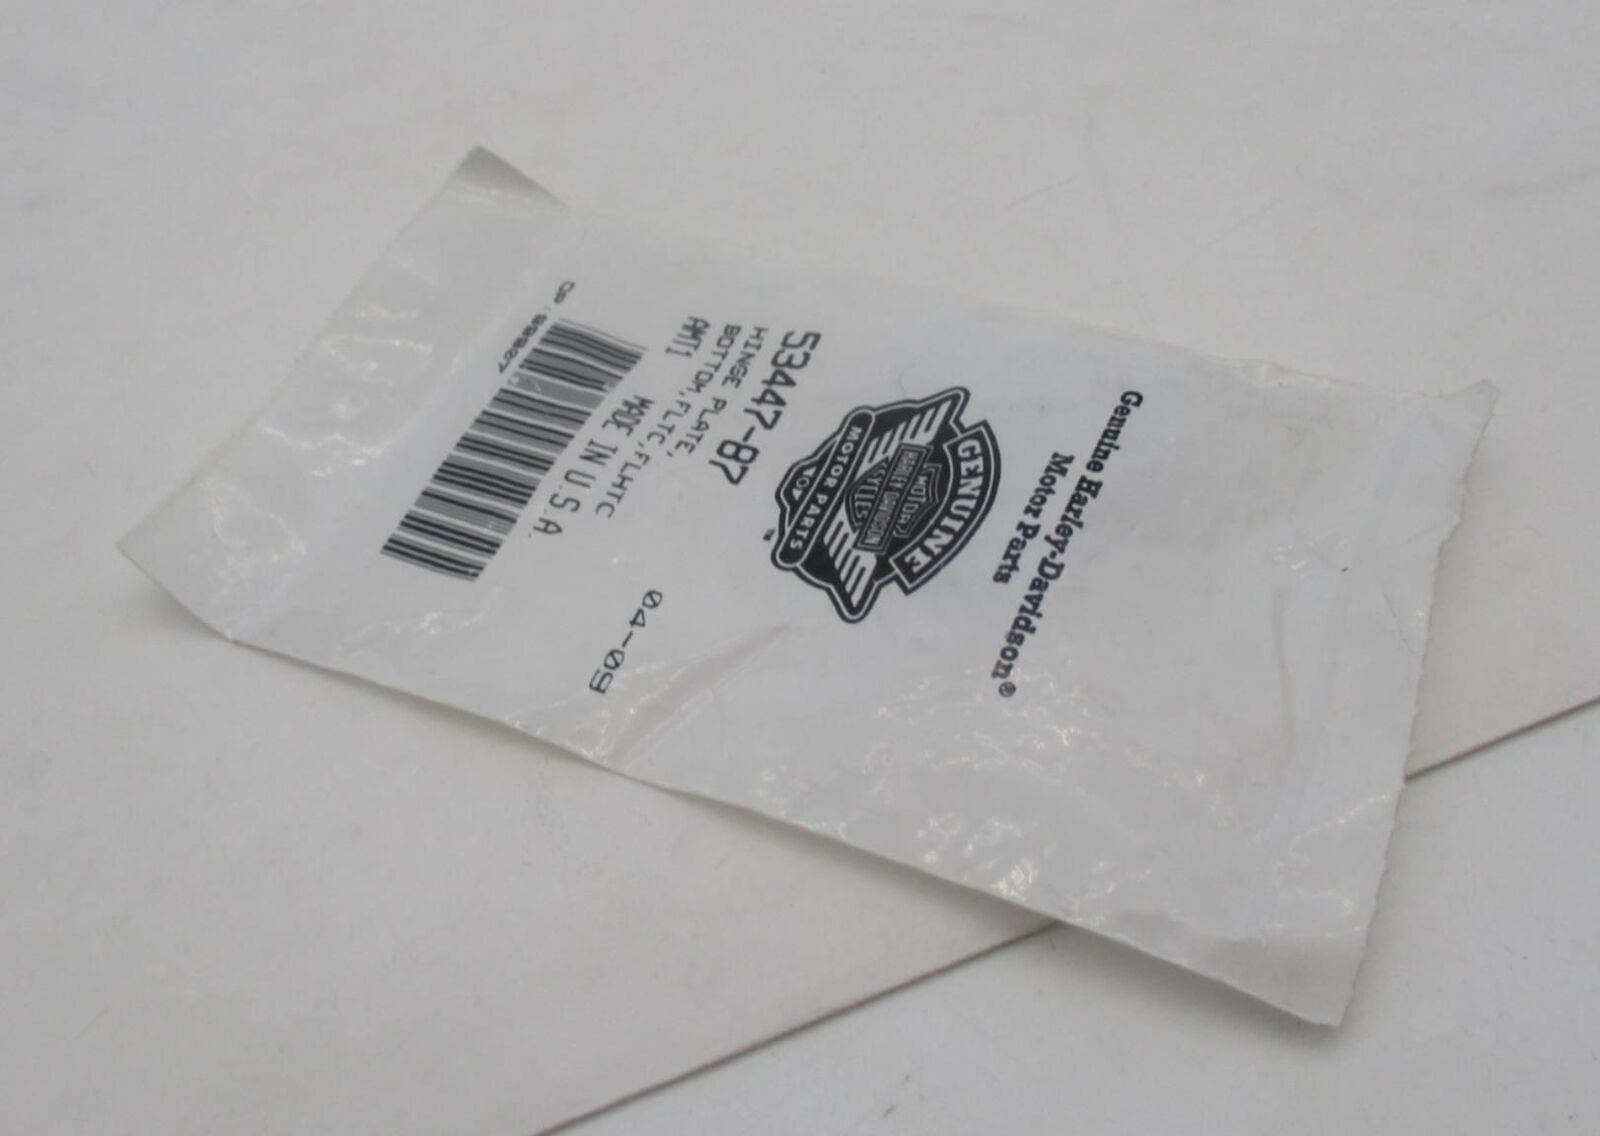 Genuine Harley-Davidson®
Motor Parts
GENUINE
MOTOR
HARLEY-DAVIDSON
CYCLES
MOTOR PARTS
TM
53447-87
HINGE PLATE,
BOTTOM,FLTC,FLHTC
AMT1
MADE IN U.S.A.
04-09